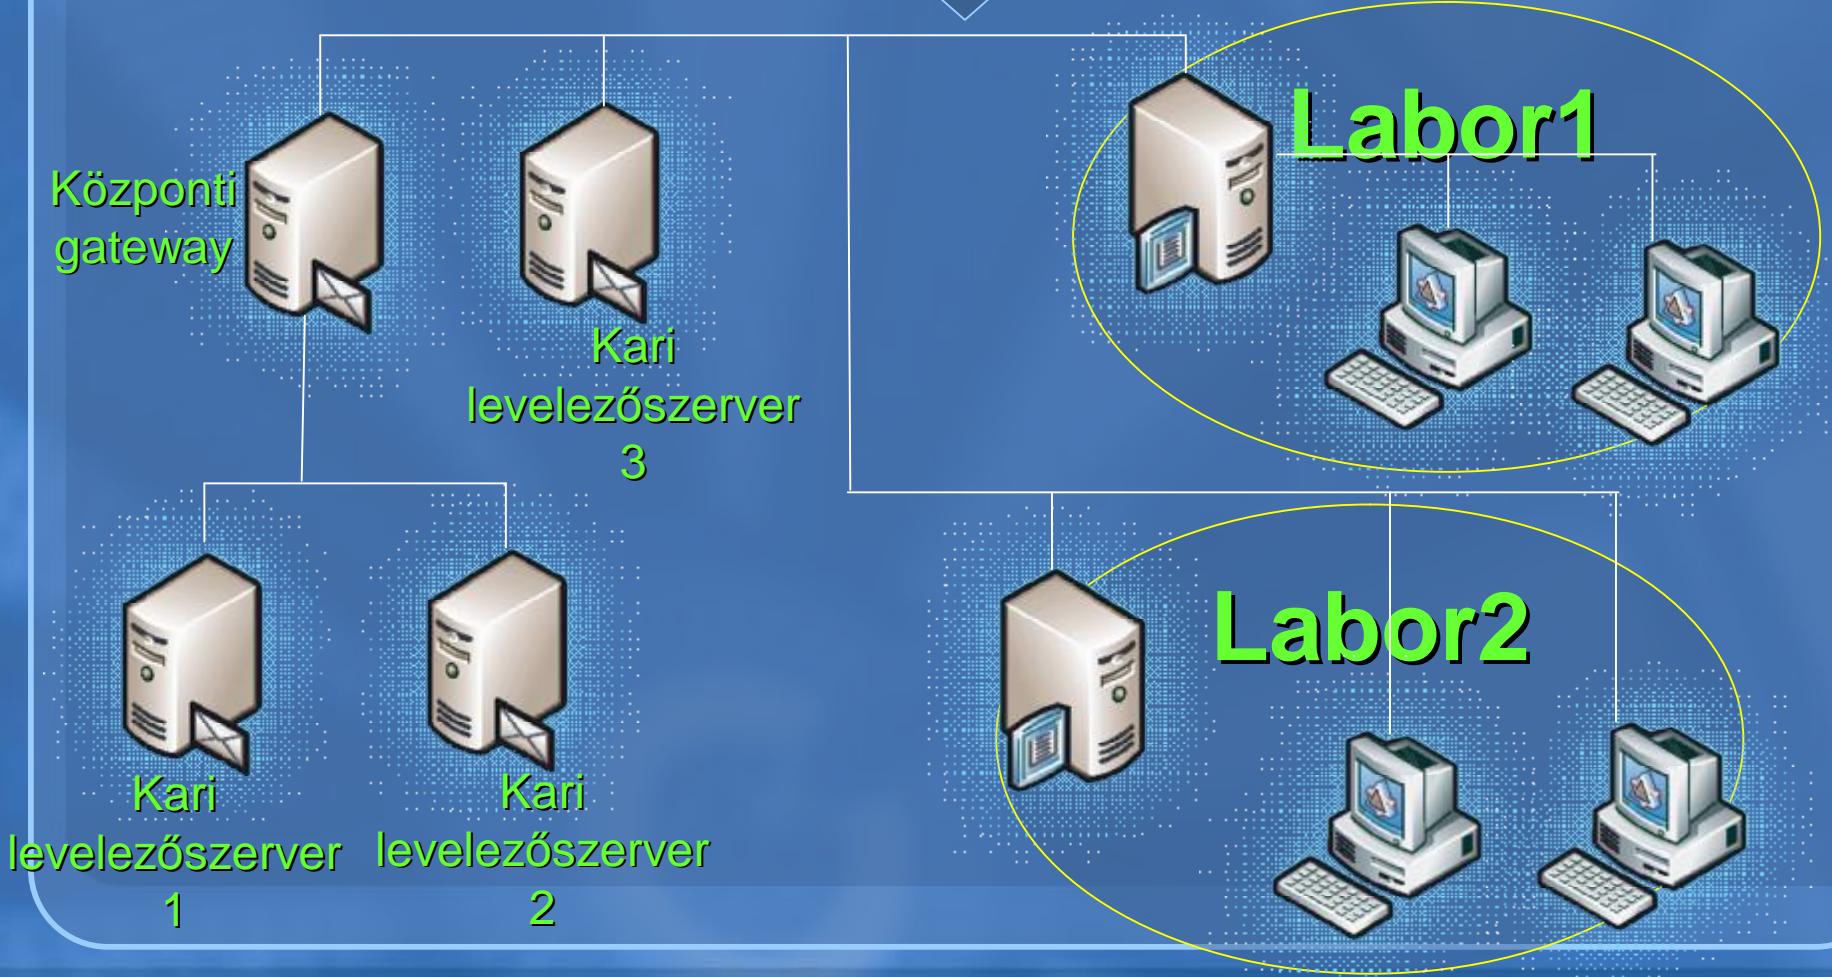 Labor1
Központi
gateway
Kari
levelezőszerver
3
Labor2
Kari
levelezőszerver
1
Kari
levelezőszerver
2